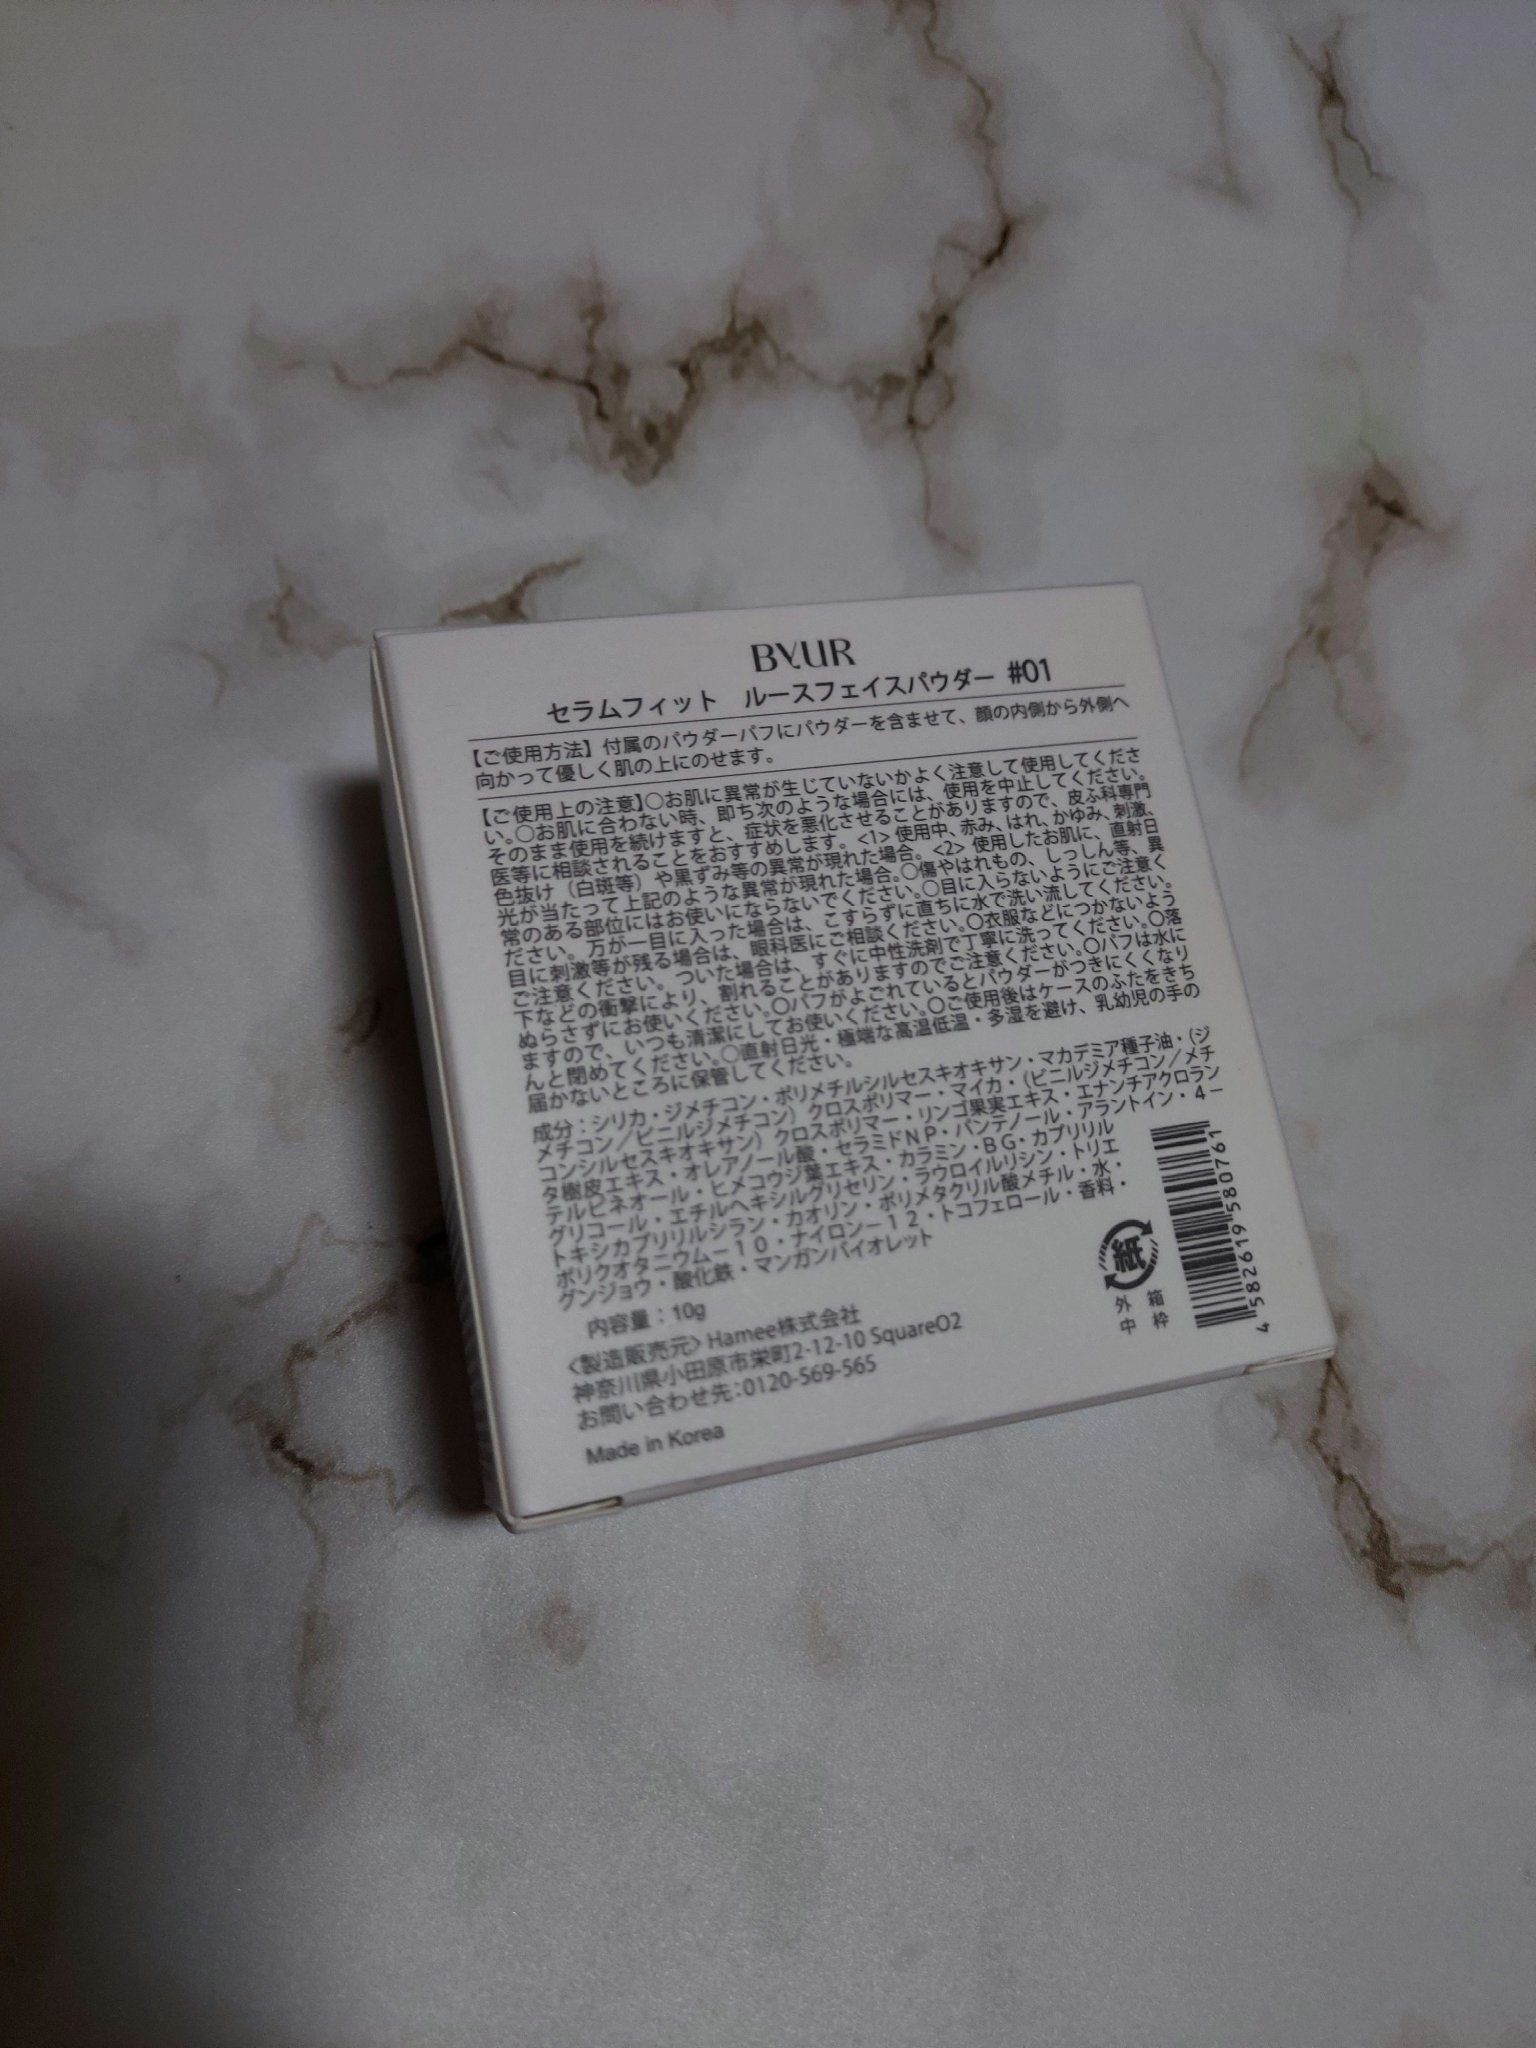 BYUR
セラムフィット　ルースフェイスパウダー #01
【ご使用方法】付属のパウダーパフにパウダーを含ませて、顔の内側から外側へ
向かって優しく肌の上にのせます。
【ご使用上の注意】○お肌に異常が生じていないかよく注意して使用してくださ
い。○お肌に合わない時、即ち次のような場合には、使用を中止してください。
そのまま使用を続けますと、症状を悪化させることがありますので、皮ふ科専門
医等に相談されることをおすすめします。<1> 使用中、赤み、はれ、かゆみ、刺激、
色抜け（白斑等）や黒ずみ等の異常が現れた場合。<2> 使用したお肌に、直射日
光が当たって上記のような異常が現れた場合。○傷やはれもの、しっしん等、異
常のある部位にはお使いにならないでください。○目に入らないようにご注意く
ださい。万が一目に入った場合は、こすらずに直ちに水で洗い流してください。
目に刺激等が残る場合は、眼科医にご相談ください。○衣服などにつかないよう
ご注意ください。ついた場合は、すぐに中性洗剤で丁寧に洗ってください。○落
下などの衝撃により、割れることがありますのでご注意ください。○パフは水に
ぬらさずにお使いください。○パフがよごれているとパウダーがつきにくくなり
ますので、いつも清潔にしてお使いください。○ご使用後はケースのふたをきち
んと閉めてください。○直射日光・極端な高温低温・多湿を避け、乳幼児の手の
届かないところに保管してください。
成分：シリカ・ジメチコン・ポリメチルシルセスキオキサン・マカデミア種子油・（ジ
メチコン／ビニルジメチコン）クロスポリマー・マイカ・（ビニルジメチコン／メチ
コンシルセスキオキサン）クロスポリマー・リンゴ果実エキス・エナンチアクロラン
タ樹皮エキス・オレアノール酸・セラミドＮＰ・パンテノール・アラントイン・４－
テルピネオール・ヒメコウジ葉エキス・カラミン・ＢＧ・カプリリル
グリコール・エチルヘキシルグリセリン・ラウロイルリシン・トリエ
トキシカプリリルシラン・カオリン・ポリメタクリル酸メチル・水・
ポリクオタニウム－１０・ナイロン－１２・トコフェロール・香料・
グンジョウ・酸化鉄・マンガンバイオレット
内容量：10g
<製造販売元> Hamee株式会社
神奈川県小田原市栄町2-12-10 SquareO2
お問い合わせ先：0120-569-565
Made in Korea
紙
外 箱
中 枠
4 582619 580761